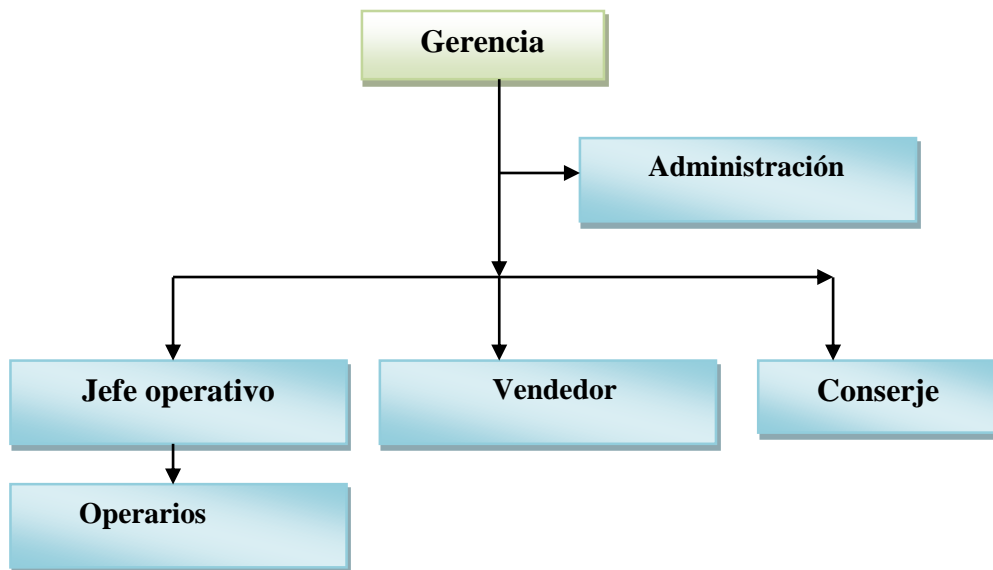 Gerencia
Administración
Jefe operativo
Vendedor
Conserje
Operarios